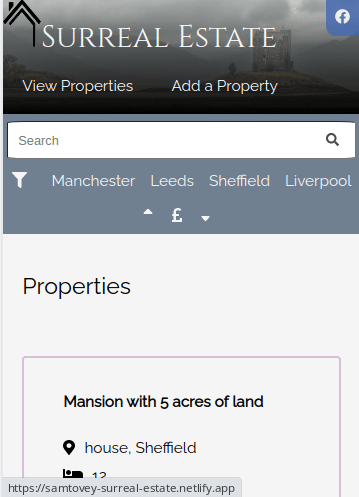 Surreal Estate
View Properties Add a Property
Search
Manchester Leeds Sheffield Liverpool
£
Properties
Mansion with 5 acres of land
house, Sheffield
12
https://samtovey-surreal-estate.netlify.app